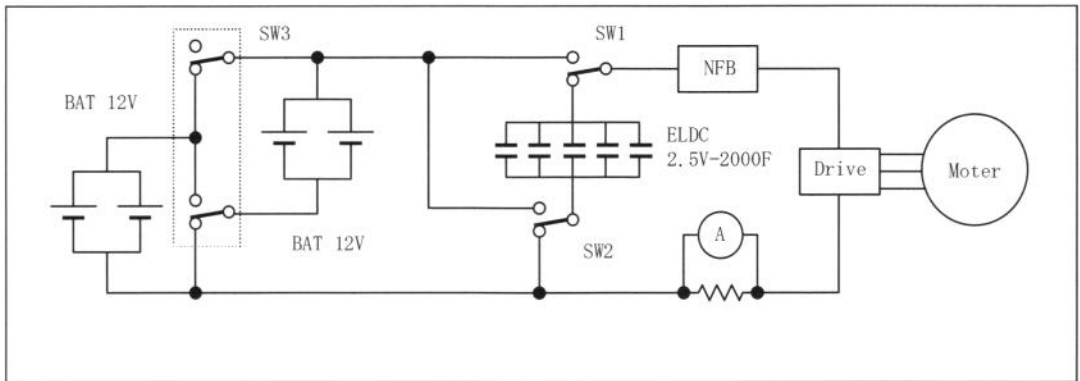 SW3
SW1
NFB
BAT 12V
ELDC
2.5V-2000F
Drive
Moter
A
BAT 12V
SW2